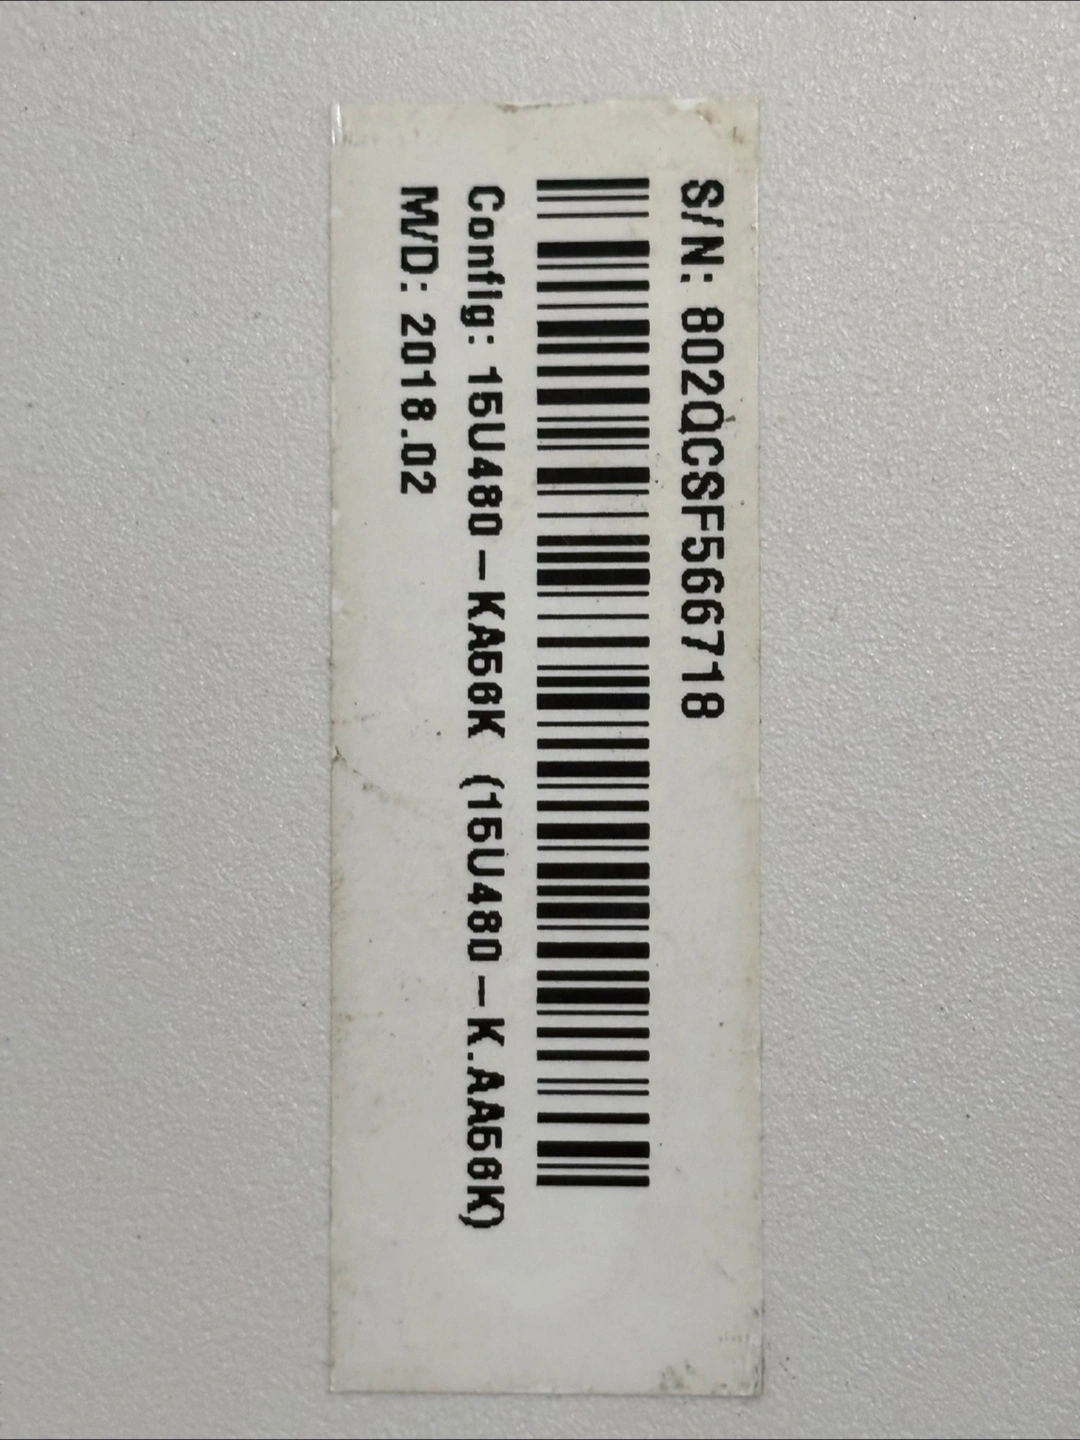 S/N: 802QCSF566718
Config: 15U480-KA56K (15U480-K.AA56K)
M/D: 2018.02